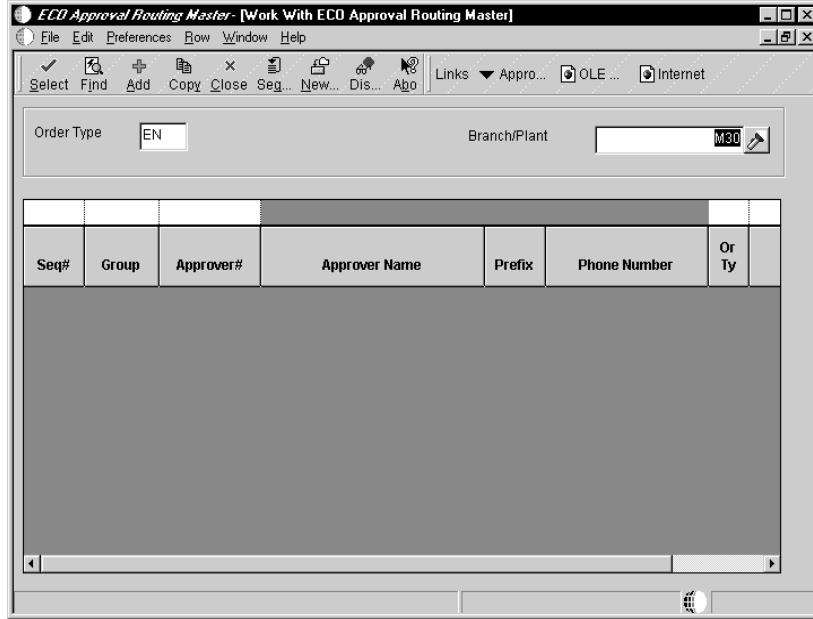 ECO Approval Routing Master - [Work With ECO Approval Routing Master]
File Edit Preferences Row Window Help
Select Find Add Copy Close Seq... New... Dis... Abo Links Appro... OLE ... Internet
Order Type EN Branch/Plant M30
Seq# Group Approver# Approver Name Prefix Phone Number Or Ty